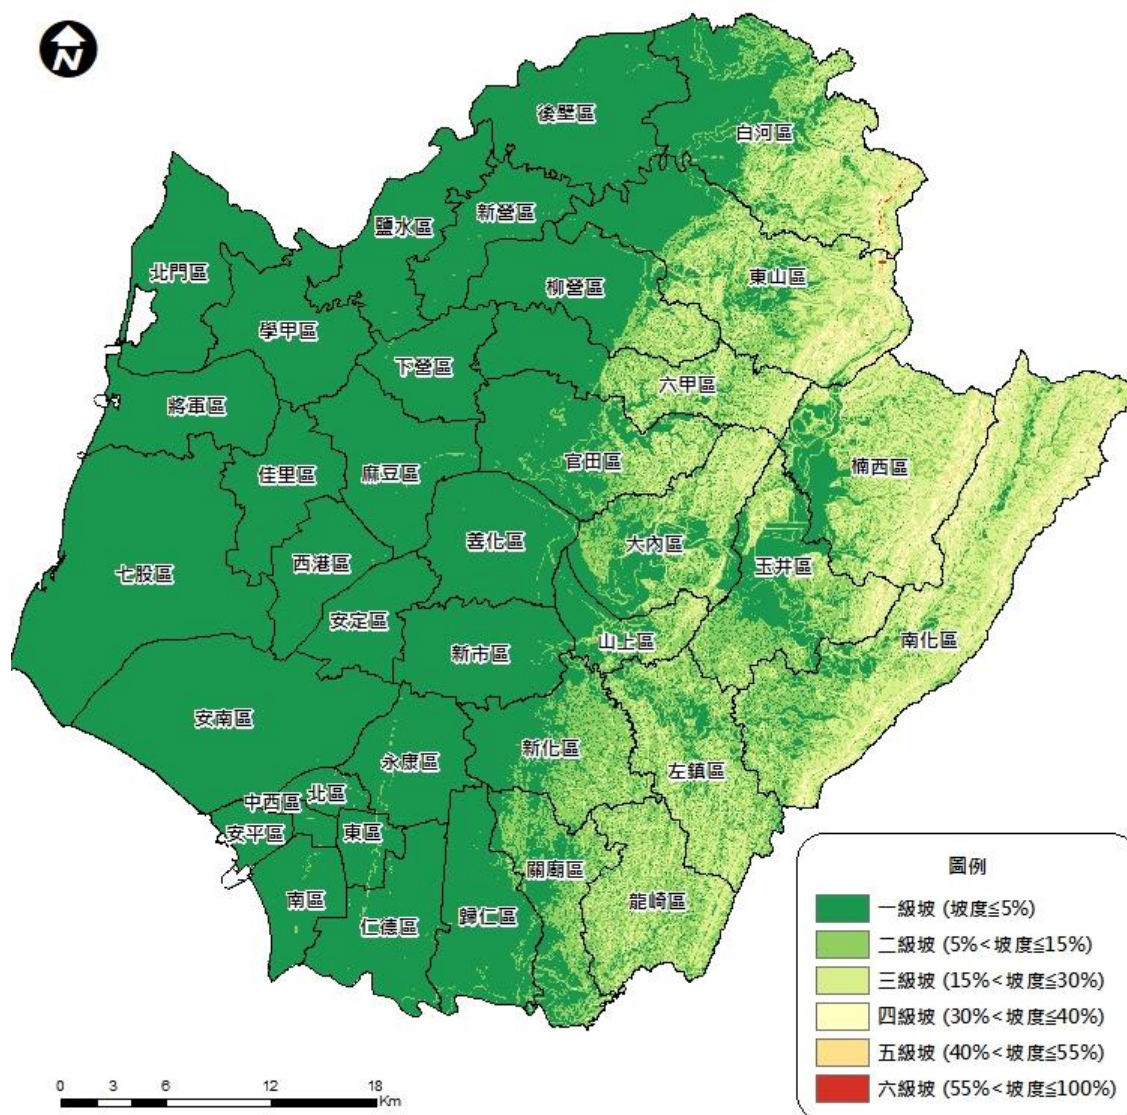 N
後壁區
白河區
新營區
鹽水區
北門區
東山區
柳營區
學甲區
下營區
六甲區
將軍區
官田區
楠西區
佳里區
麻豆區
善化區
大內區
西港區
玉井區
七股區
安定區
新市區
山上區
南化區
安南區
永康區
新化區
左鎮區
北區
中西區
安平區
東區
關廟區
南區
仁德區
歸仁區
龍崎區
圖例
一級坡 (坡度≦5%)
二級坡 (5%<坡度≦15%)
三級坡 (15%<坡度≦30%)
四級坡 (30%<坡度≦40%)
五級坡 (40%<坡度≦55%)
六級坡 (55%<坡度≦100%)
0 3 6 12 18
Km